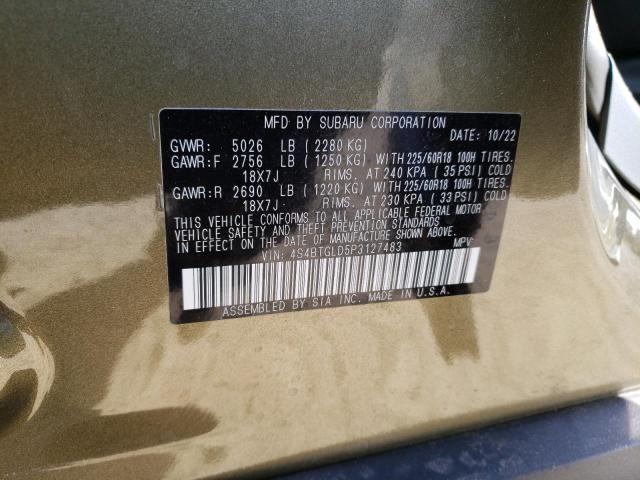 MFD BY SUBARU CORPORATION
DATE: 10/22
GVWR: 5026 LB (2280 KG)
GAWR:F 2756 LB (1250 KG) WITH 225/60R18 100H TIRES.
18X7J RIMS. AT 240 KPA (35 PSI) COLD
GAWR:R 2690 LB (1220 KG) WITH 225/60R18 100H TIRES.
18X7J RIMS. AT 230 KPA (33 PSI) COLD
THIS VEHICLE CONFORMS TO ALL APPLICABLE FEDERAL MOTOR
VEHICLE SAFETY AND THEFT PREVENTION STANDARDS
IN EFFECT ON THE DATE OF MANUFACTURE SHOWN ABOVE.
VIN: 4S4BTGLD5P3127483 MPV
ASSEMBLED BY SIA INC. MADE IN U.S.A.